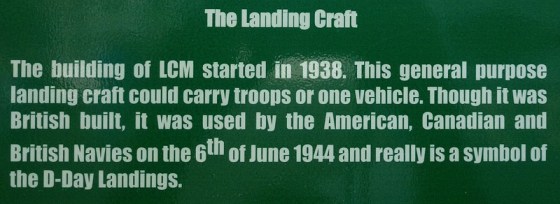 The Landing Craft
The building of LCM started in 1938. This general purpose
landing craft could carry troops or one vehicle. Though it was
British built, it was used by the American, Canadian and
British Navies on the 6th of June 1944 and really is a symbol of
the D-Day Landings.